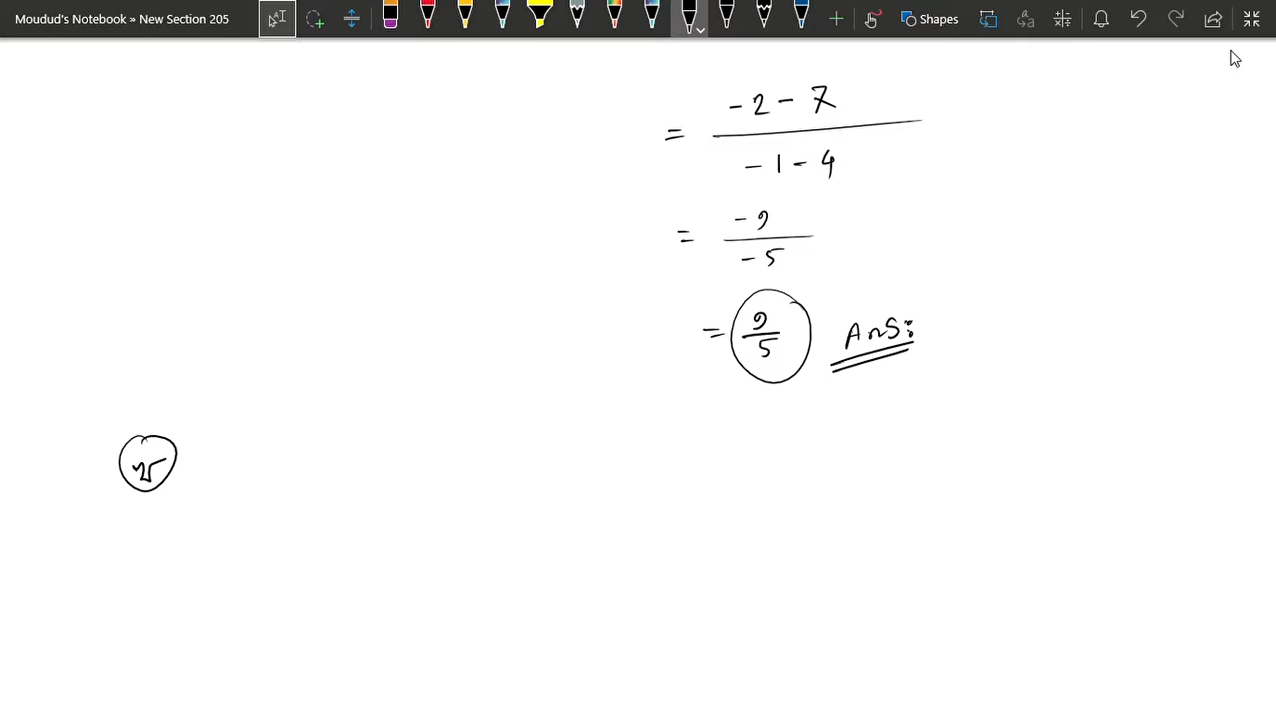 Moudud's Notebook » New Section 205
Shapes
= -2 - 7 / -1 - 4
= -9 / -5
= 9/5 Ans: